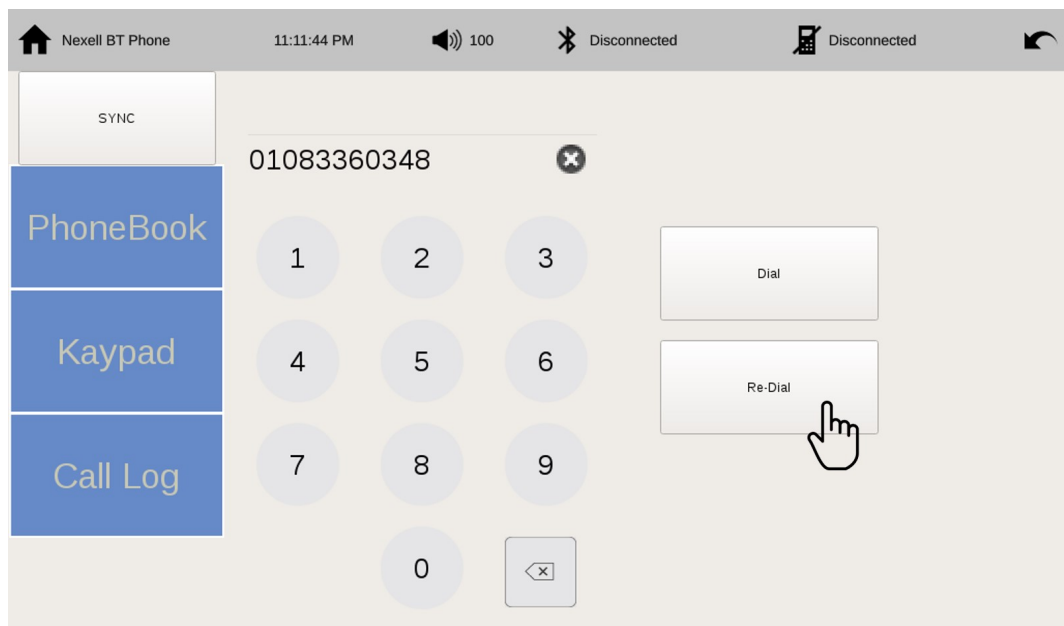 Nexell BT Phone 11:11:44 PM 100 Disconnected Disconnected
SYNC
01083360348
PhoneBook
1 2 3
Dial
Kaypad
4 5 6
Re-Dial
Call Log
7 8 9
0